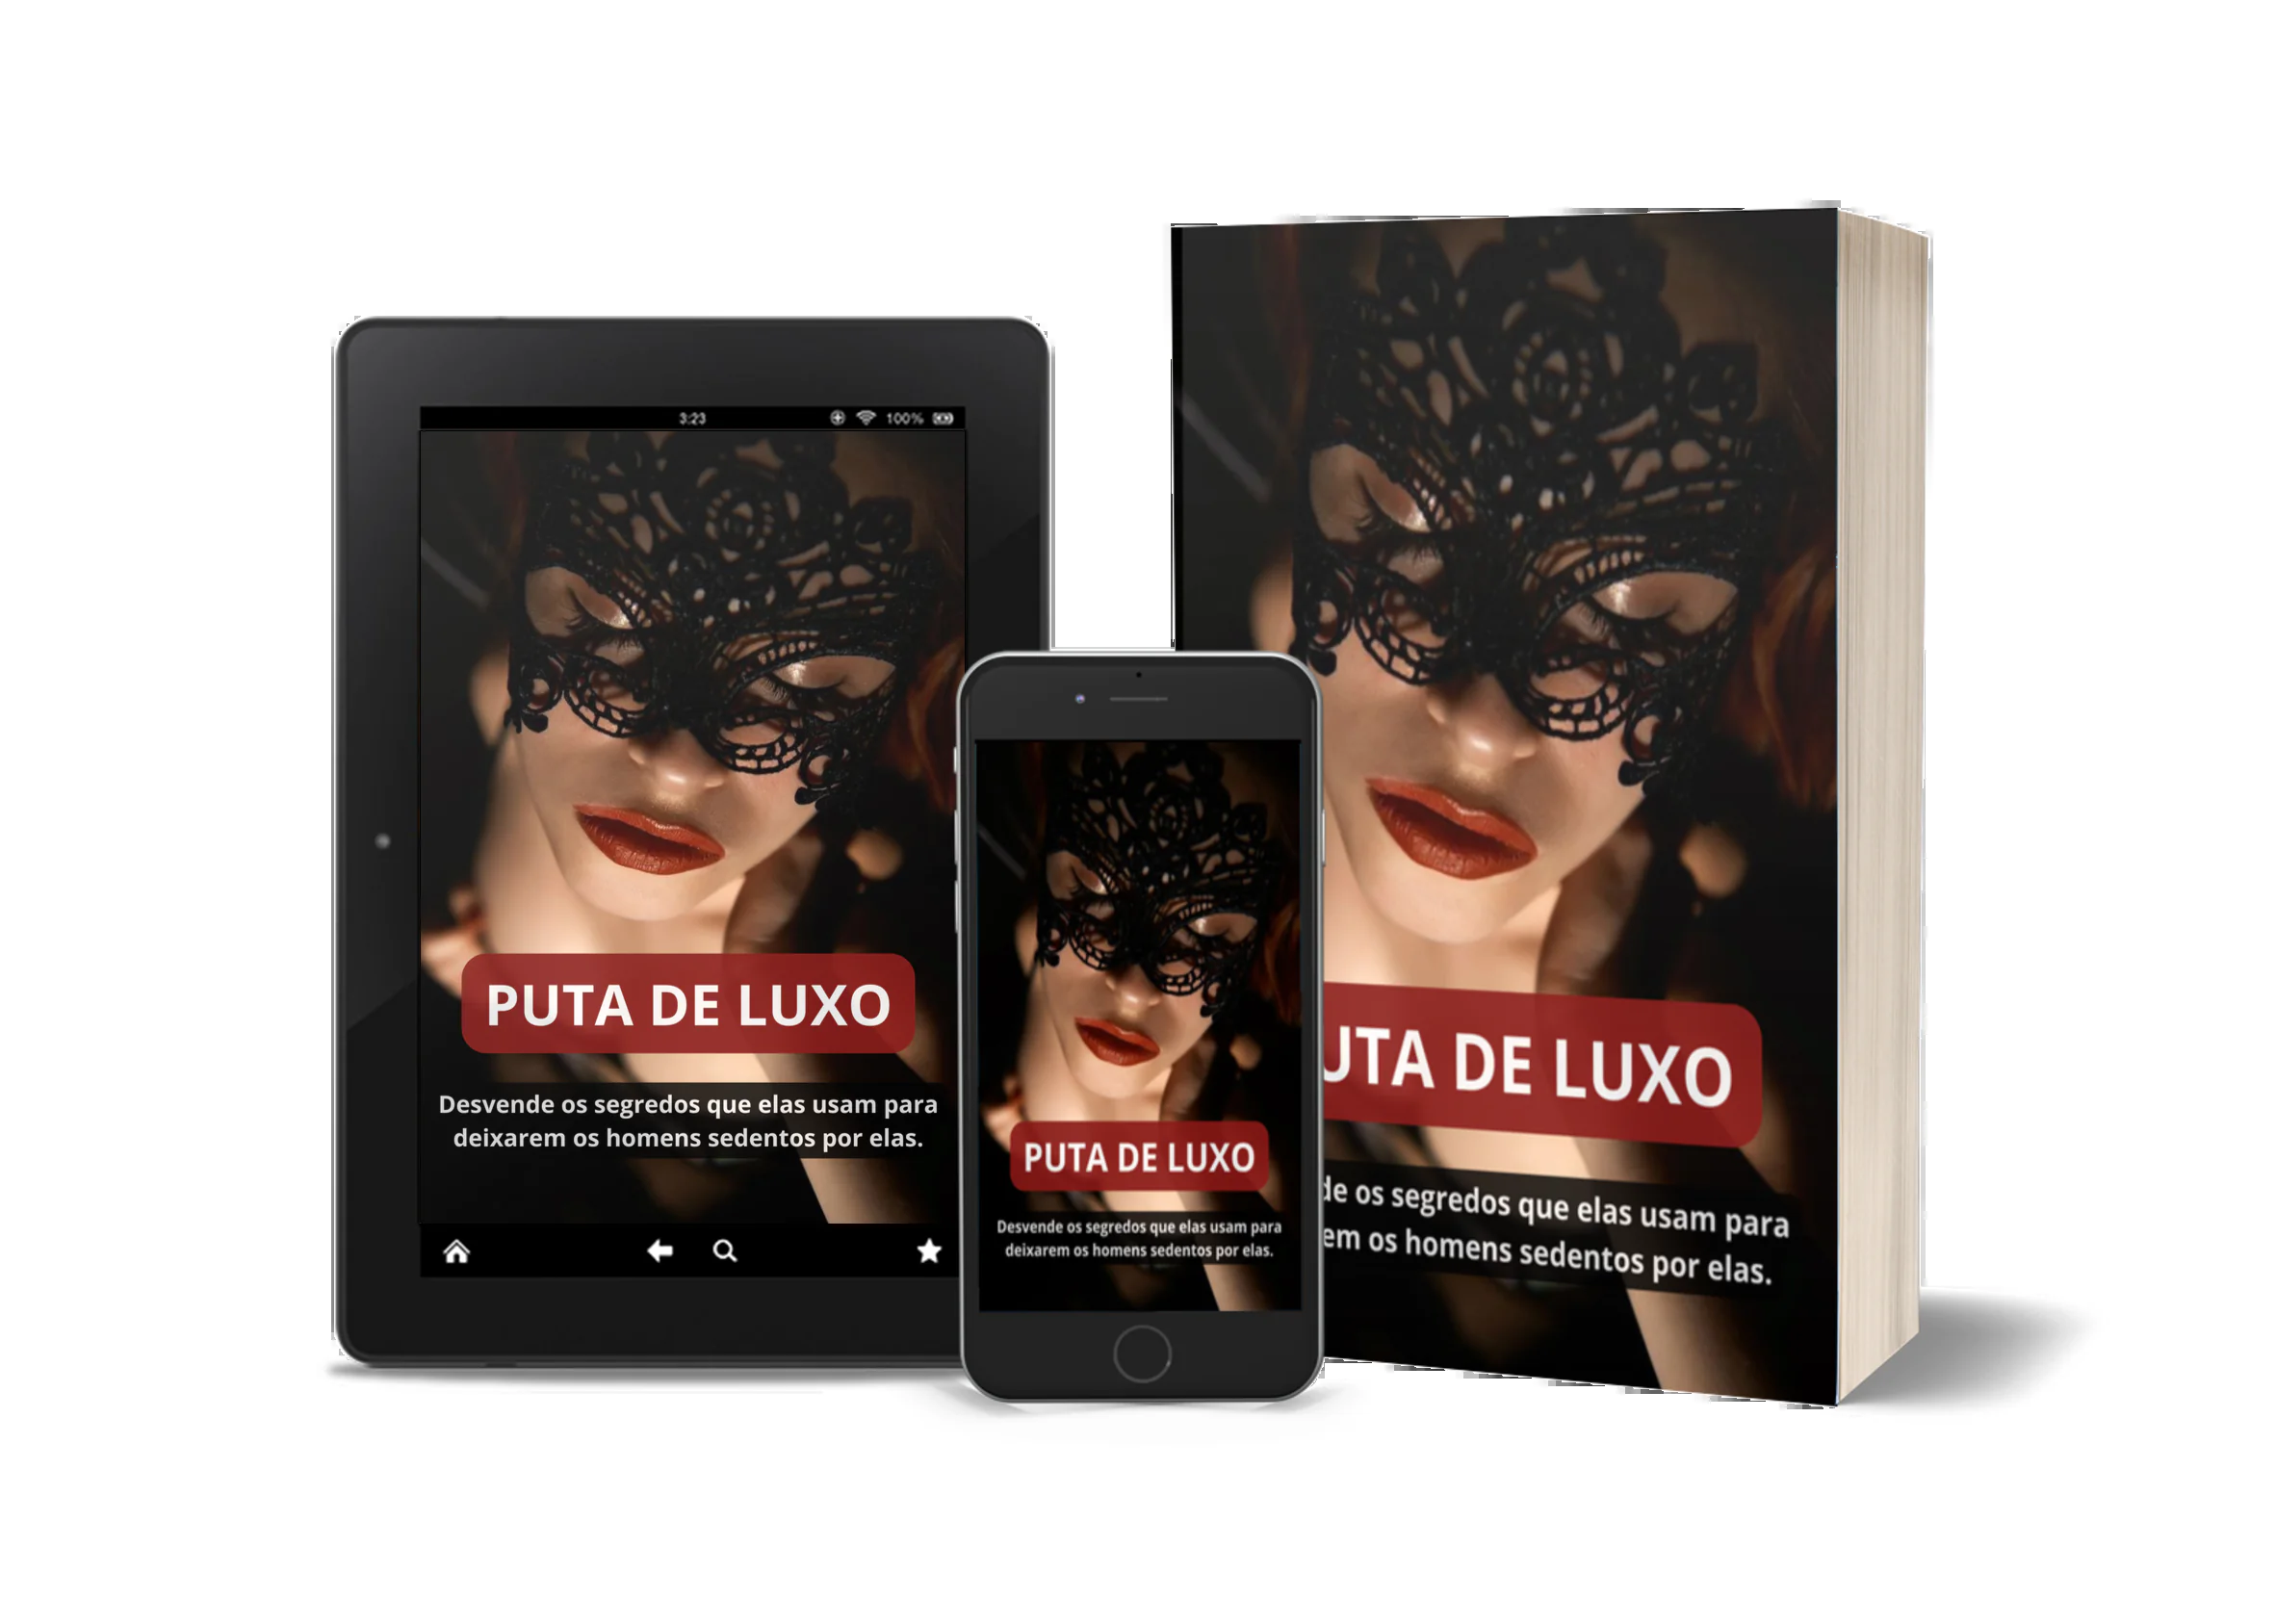 3:23 100%
PUTA DE LUXO
Desvende os segredos que elas usam para
deixarem os homens sedentos por elas.
PUTA DE LUXO
Desvende os segredos que elas usam para
deixarem os homens sedentos por elas.
UTA DE LUXO
de os segredos que elas usam para
em os homens sedentos por elas.